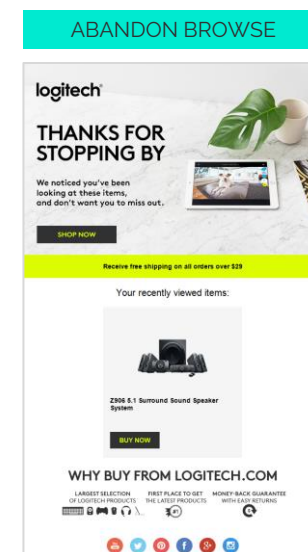 ABANDON BROWSE
logitech
THANKS FOR
STOPPING BY
We noticed you've been
looking at these items,
and don't want you to miss out.
SHOP NOW
Receive free shipping on all orders over $29
Your recently viewed items:
Z906 5.1 Surround Sound Speaker
System
BUY NOW
WHY BUY FROM LOGITECH.COM
LARGEST SELECTION
OF LOGITECH PRODUCTS
FIRST PLACE TO GET
THE LATEST PRODUCTS
MONEY-BACK GUARANTEE
WITH EASY RETURNS
#1